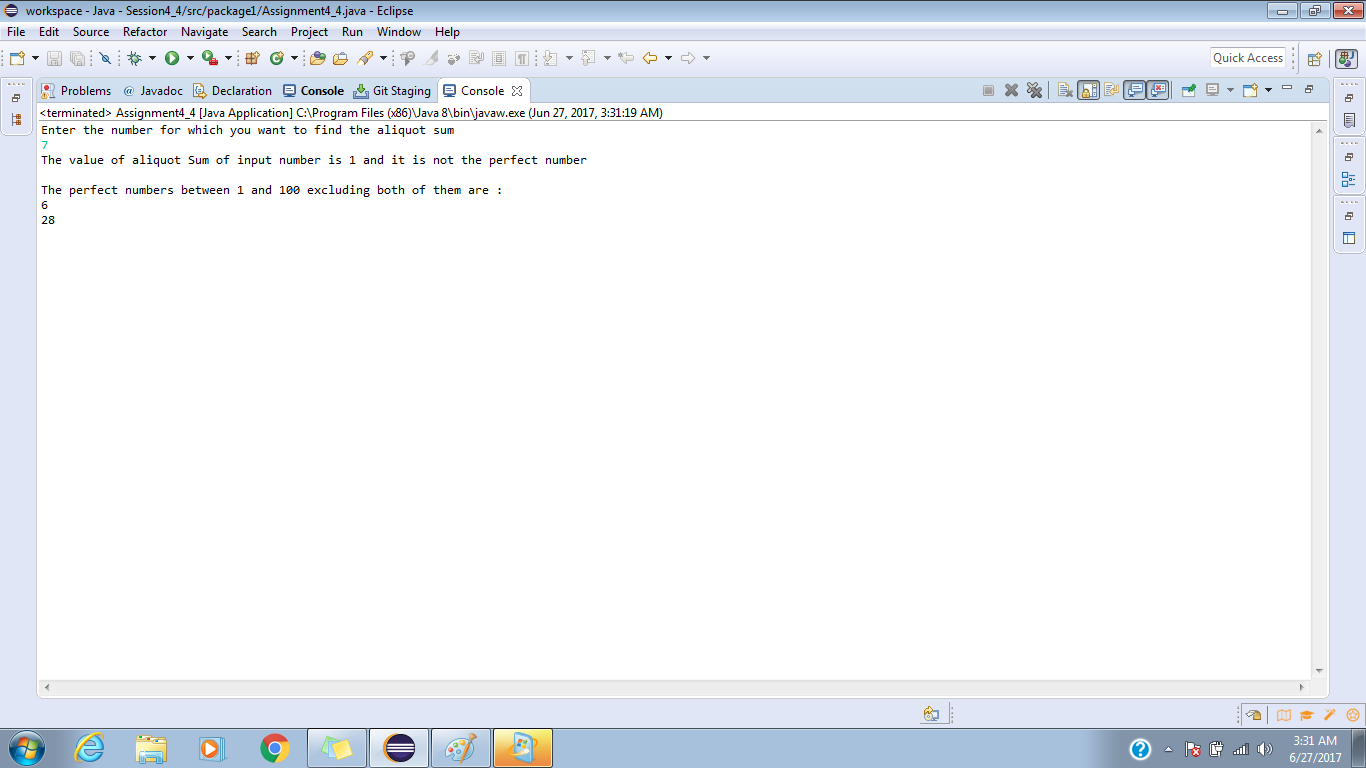 workspace - Java - Session4_4/src/package1/Assignment4_4.java - Eclipse
File Edit Source Refactor Navigate Search Project Run Window Help
Quick Access
Problems @ Javadoc Declaration Console Git Staging Console
<terminated> Assignment4_4 [Java Application] C:\Program Files (x86)\Java 8\bin\javaw.exe (Jun 27, 2017, 3:31:19 AM)
Enter the number for which you want to find the aliquot sum
7
The value of aliquot Sum of input number is 1 and it is not the perfect number
The perfect numbers between 1 and 100 excluding both of them are :
6
28
3:31 AM
6/27/2017